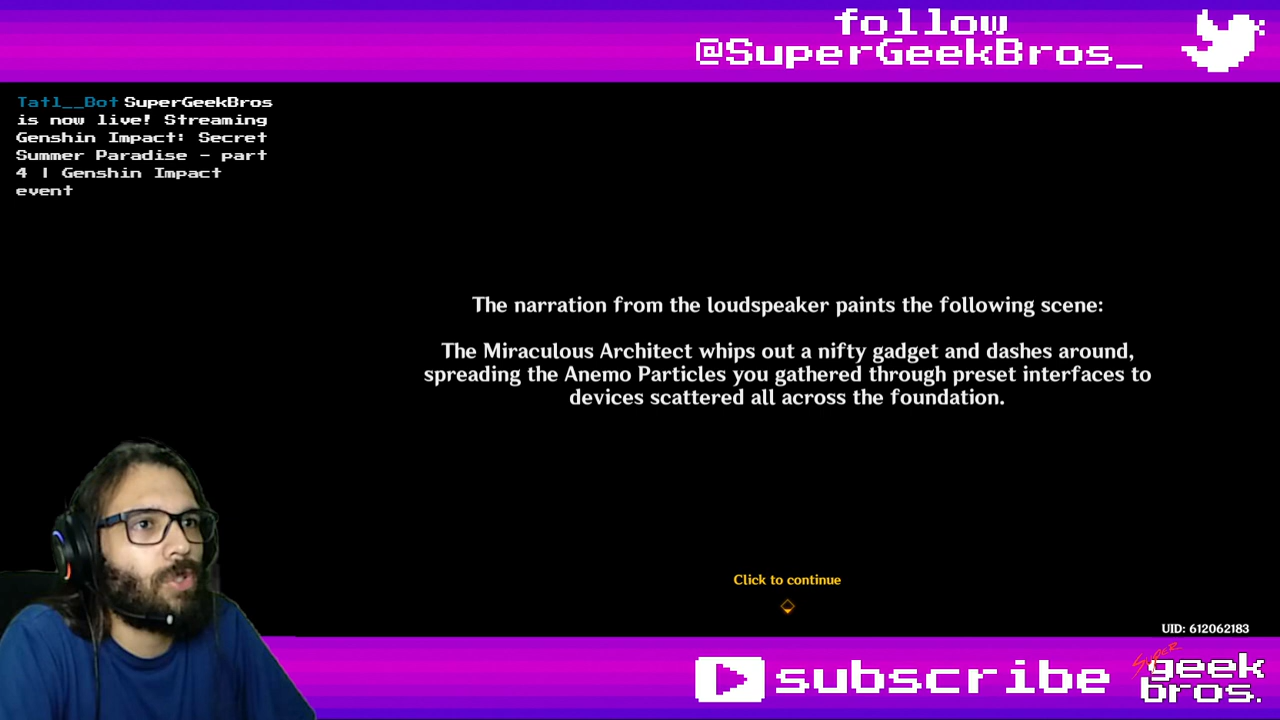 follow
@SuperGeekBros_
Tatl__Bot SuperGeekBros
is now live! Streaming
Genshin Impact: Secret
Summer Paradise - part
4 | Genshin Impact
event
The narration from the loudspeaker paints the following scene:
The Miraculous Architect whips out a nifty gadget and dashes around,
spreading the Anemo Particles you gathered through preset interfaces to
devices scattered all across the foundation.
Click to continue
UID: 612062183
subscribe
SUPER
geek
bros.